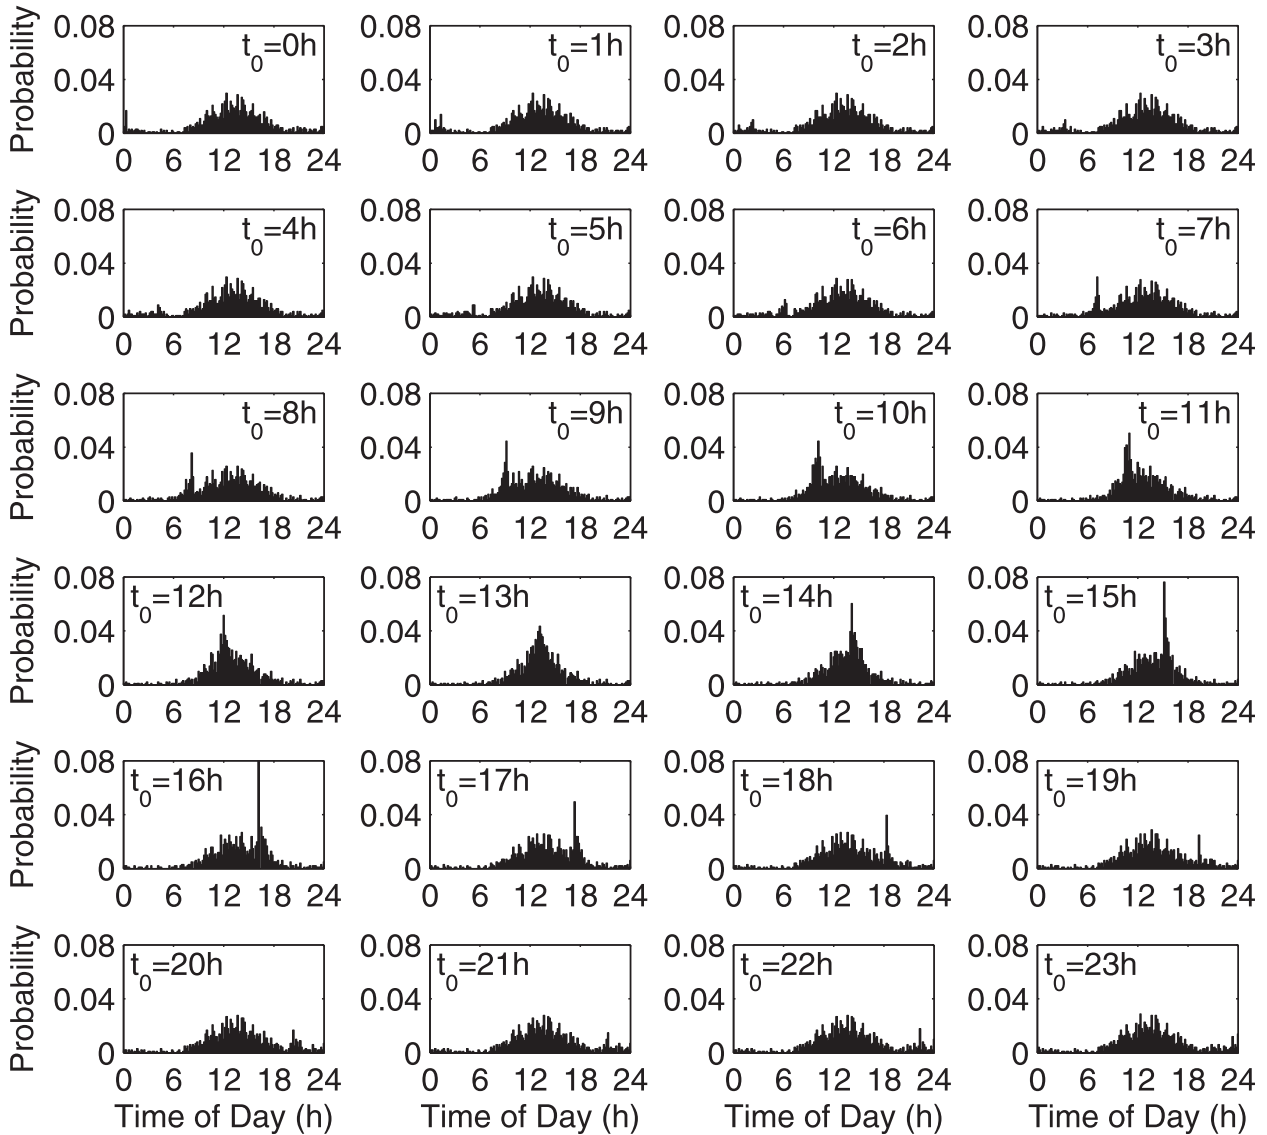 0.08 t₀=0h t₀=1h 0.08 t₀=2h 0.08 t₀=3h 0.08
Probability
0.04 0.04 0.04 0.04
0 0 0 0
0 6 12 18 24 0 6 12 18 24 0 6 12 18 24 0 6 12 18 24
0.08 t₀=4h 0.08 t₀=5h 0.08 t₀=6h 0.08 t₀=7h
Probability
0.04 0.04 0.04 0.04
0 0 0 0
0 6 12 18 24 0 6 12 18 24 0 6 12 18 24 0 6 12 18 24
0.08 t₀=8h 0.08 t₀=9h 0.08 t₀=10h 0.08 t₀=11h
Probability
0.04 0.04 0.04 0.04
0 0 0 0
0 6 12 18 24 0 6 12 18 24 0 6 12 18 24 0 6 12 18 24
0.08 t₀=12h 0.08 t₀=13h 0.08 t₀=14h 0.08 t₀=15h
Probability
0.04 0.04 0.04 0.04
0 0 0 0
0 6 12 18 24 0 6 12 18 24 0 6 12 18 24 0 6 12 18 24
0.08 t₀=16h 0.08 t₀=17h 0.08 t₀=18h 0.08 t₀=19h
Probability
0.04 0.04 0.04 0.04
0 0 0 0
0 6 12 18 24 0 6 12 18 24 0 6 12 18 24 0 6 12 18 24
0.08 t₀=20h 0.08 t₀=21h 0.08 t₀=22h 0.08 t₀=23h
Probability
0.04 0.04 0.04 0.04
0 0 0 0
0 6 12 18 24 0 6 12 18 24 0 6 12 18 24 0 6 12 18 24
Time of Day (h) Time of Day (h) Time of Day (h) Time of Day (h)